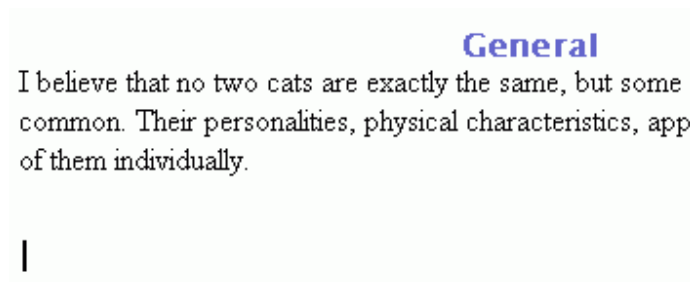 General
I believe that no two cats are exactly the same, but some
common. Their personalities, physical characteristics, app
of them individually.